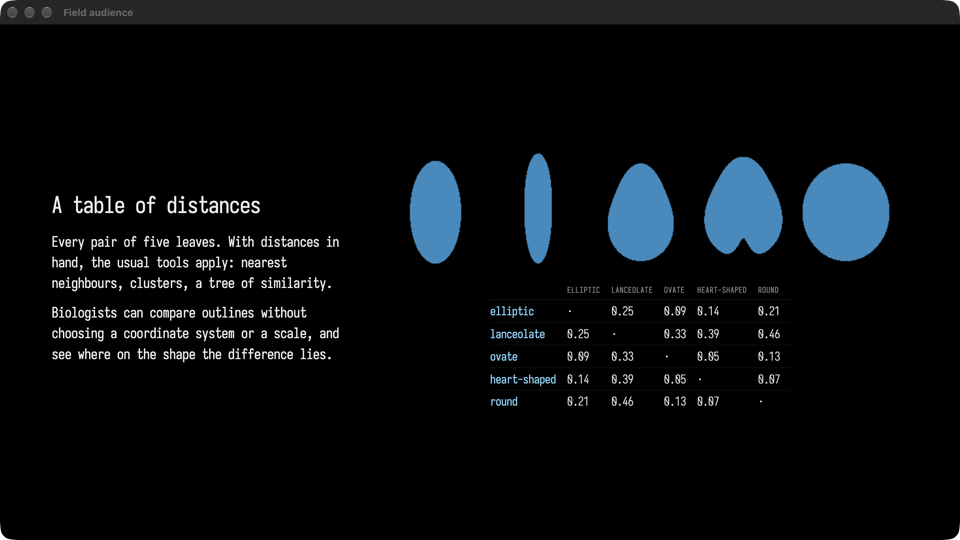 Field audience
A table of distances
Every pair of five leaves. With distances in
hand, the usual tools apply: nearest
neighbours, clusters, a tree of similarity.
Biologists can compare outlines without
choosing a coordinate system or a scale, and
see where on the shape the difference lies.
ELLIPTIC LANCEOLATE OVATE HEART-SHAPED ROUND
elliptic · 0.25 0.09 0.14 0.21
lanceolate 0.25 · 0.33 0.39 0.46
ovate 0.09 0.33 · 0.05 0.13
heart-shaped 0.14 0.39 0.05 · 0.07
round 0.21 0.46 0.13 0.07 ·